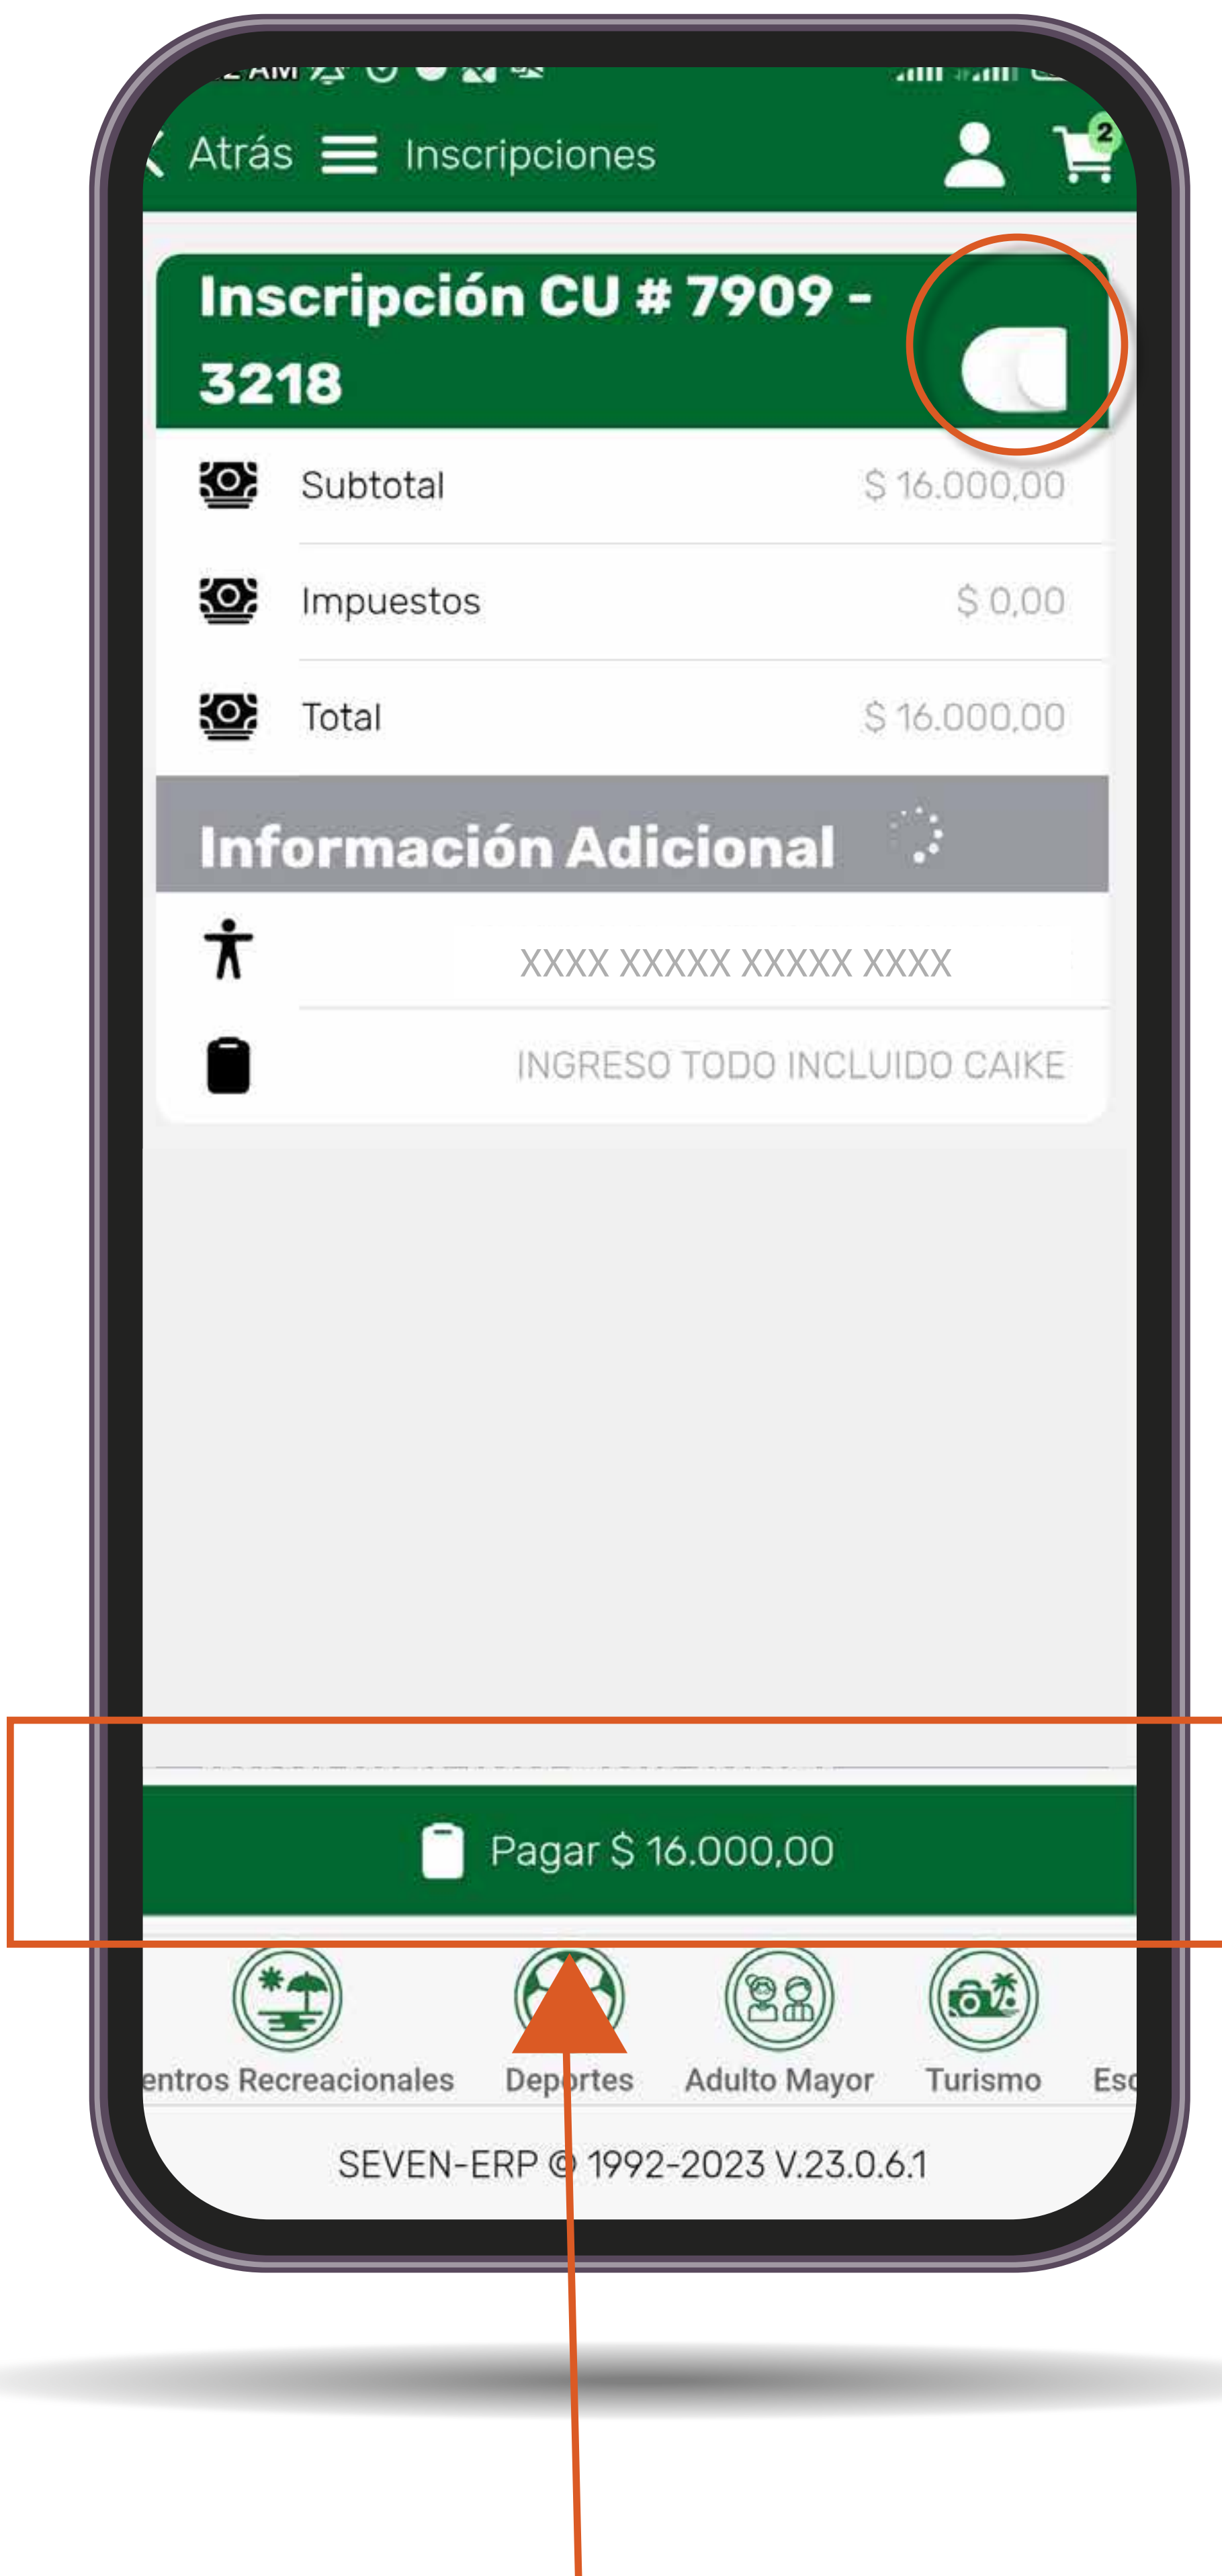 AM
Atrás Inscripciones 2
Inscripción CU # 7909 -
3218
Subtotal $ 16.000,00
Impuestos $ 0,00
Total $ 16.000,00
Información Adicional
XXXX XXXXX XXXXX XXXX
INGRESO TODO INCLUIDO CAIKE
Pagar $ 16.000,00
entros Recreacionales Deportes Adulto Mayor Turismo Esc
SEVEN-ERP © 1992-2023 V.23.0.6.1